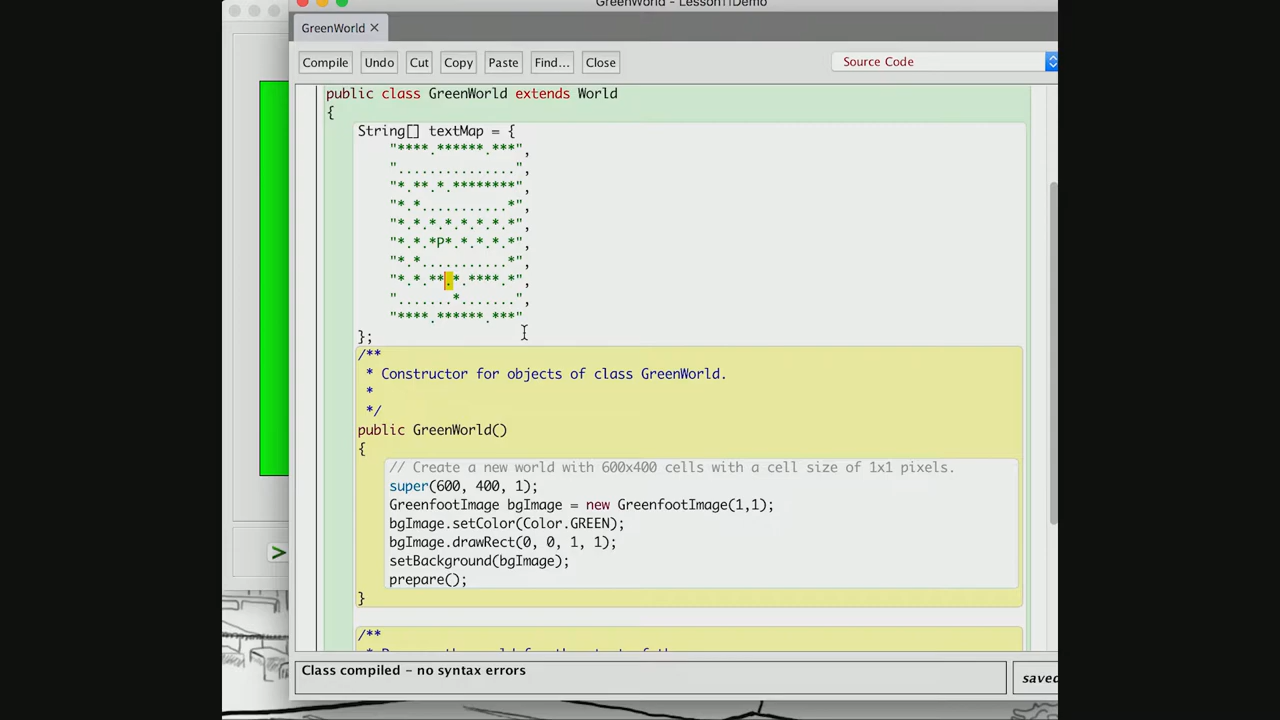 GreenWorld - Lesson11Demo
GreenWorld ✕
Compile Undo Cut Copy Paste Find... Close Source Code
public class GreenWorld extends World
{
String[] textMap = {
"****.******.***",
"...............",
"*.**.*.********",
"*.*...........*",
"*.*.*.*.*.*.*.*",
"*.*.*P*.*.*.*.*",
"*.*...........*",
"*.*.**.*.****.*",
".......*.......",
"****.******.***"
};
/**
* Constructor for objects of class GreenWorld.
*
*/
public GreenWorld()
{
// Create a new world with 600x400 cells with a cell size of 1x1 pixels.
super(600, 400, 1);
GreenfootImage bgImage = new GreenfootImage(1,1);
bgImage.setColor(Color.GREEN);
bgImage.drawRect(0, 0, 1, 1);
setBackground(bgImage);
prepare();
}
/**
Class compiled - no syntax errors
saved